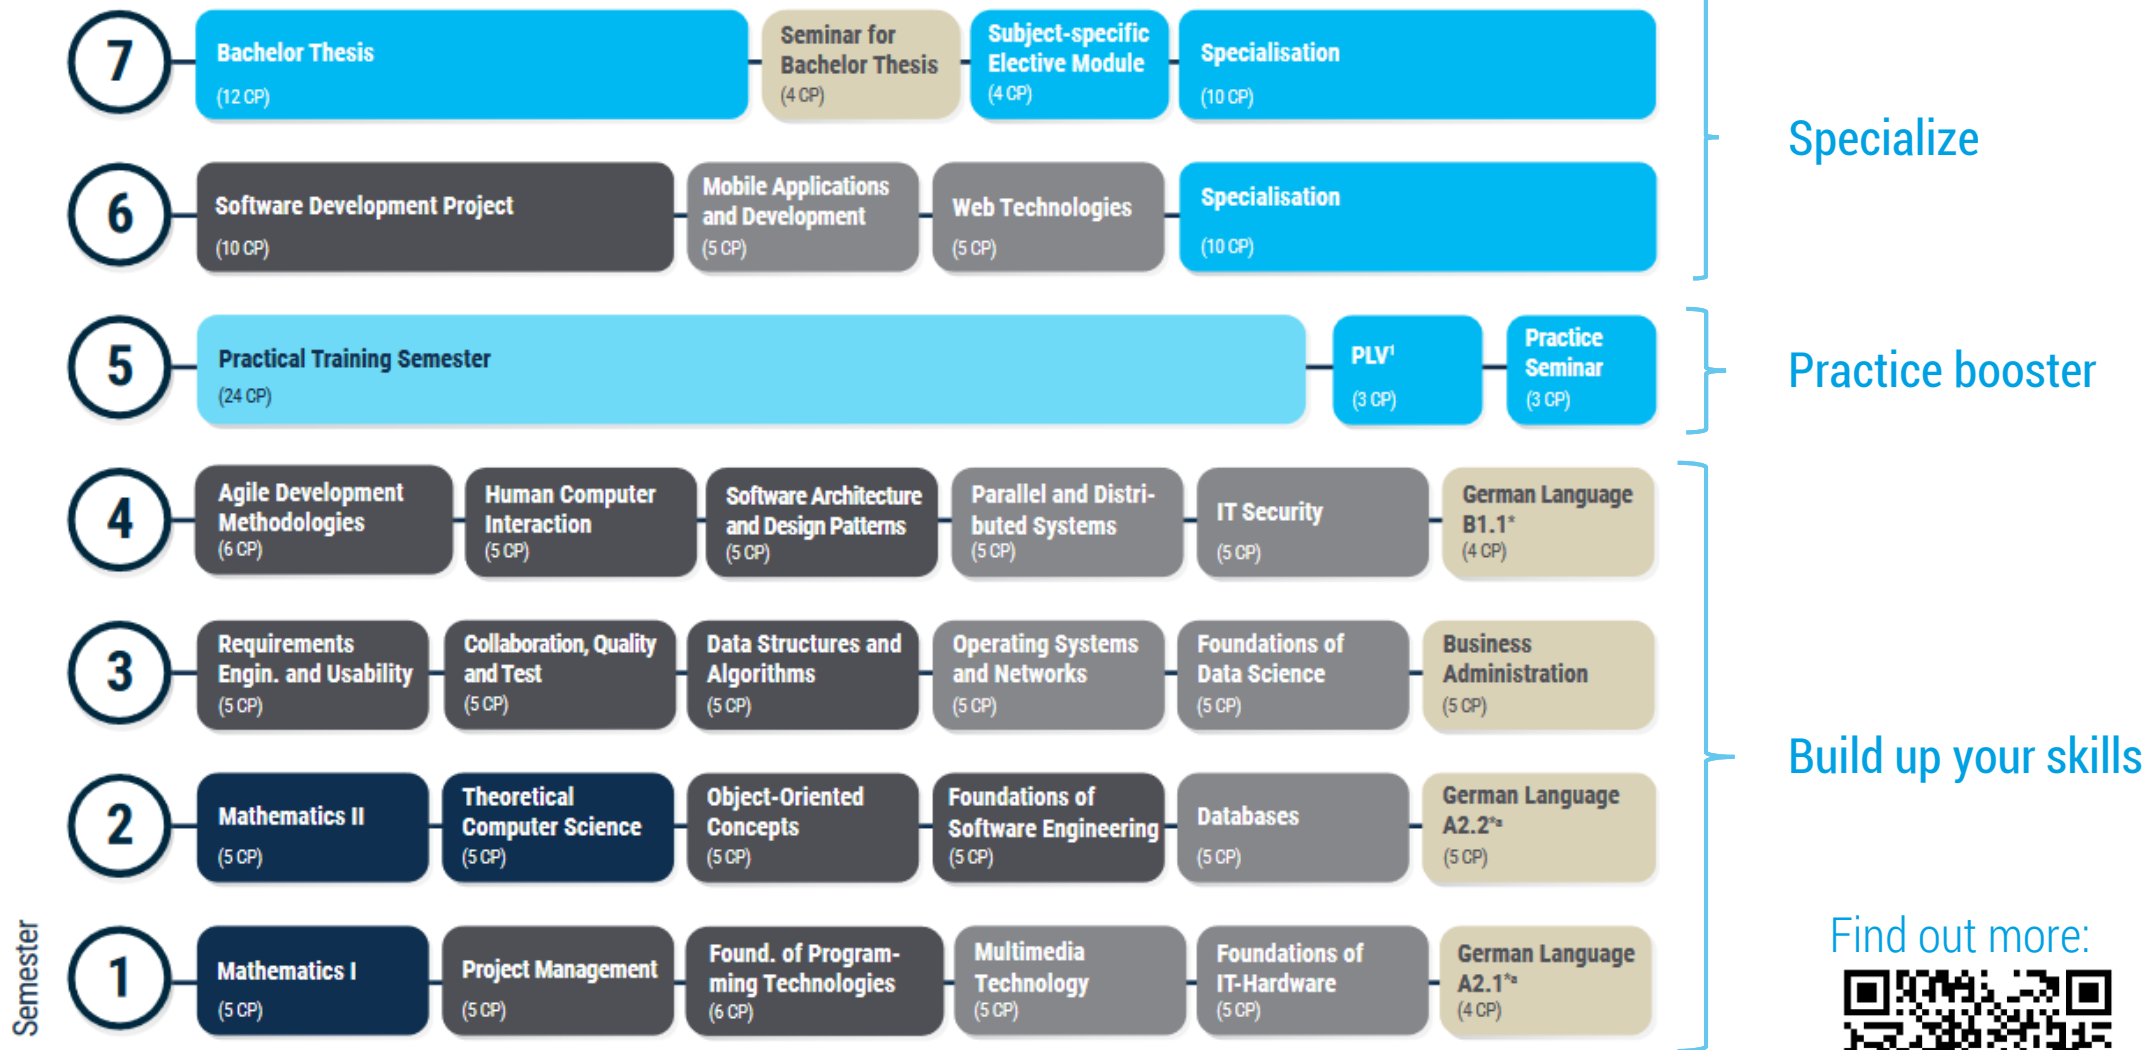 7
Bachelor Thesis
(12 CP)
Seminar for
Bachelor Thesis
(4 CP)
Subject-specific
Elective Module
(4 CP)
Specialisation
(10 CP)
Specialize
6
Software Development Project
(10 CP)
Mobile Applications
and Development
(5 CP)
Web Technologies
(5 CP)
Specialisation
(10 CP)
5
Practical Training Semester
(24 CP)
PLV¹
(3 CP)
Practice
Seminar
(3 CP)
Practice booster
4
Agile Development
Methodologies
(6 CP)
Human Computer
Interaction
(5 CP)
Software Architecture
and Design Patterns
(5 CP)
Parallel and Distri-
buted Systems
(5 CP)
IT Security
(5 CP)
German Language
B1.1*
(4 CP)
3
Requirements
Engin. and Usability
(5 CP)
Collaboration, Quality
and Test
(5 CP)
Data Structures and
Algorithms
(5 CP)
Operating Systems
and Networks
(5 CP)
Foundations of
Data Science
(5 CP)
Business
Administration
(5 CP)
Build up your skills
2
Mathematics II
(5 CP)
Theoretical
Computer Science
(5 CP)
Object-Oriented
Concepts
(5 CP)
Foundations of
Software Engineering
(5 CP)
Databases
(5 CP)
German Language
A2.2*ª
(5 CP)
Semester
1
Mathematics I
(5 CP)
Project Management
(5 CP)
Found. of Program-
ming Technologies
(6 CP)
Multimedia
Technology
(5 CP)
Foundations of
IT-Hardware
(5 CP)
German Language
A2.1*ª
(4 CP)
Find out more: